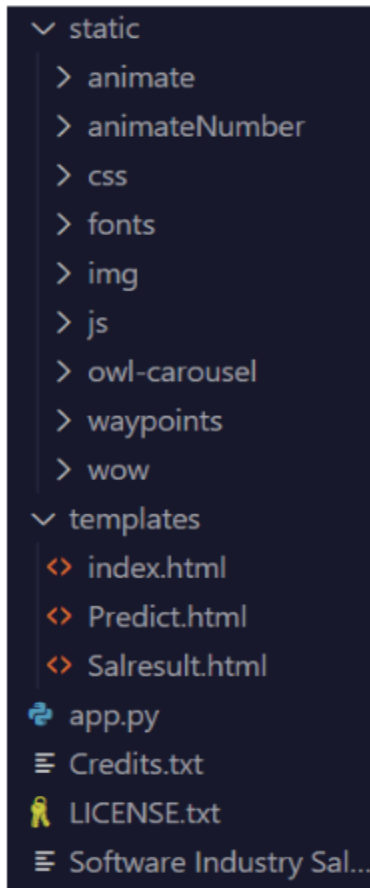 static
animate
animateNumber
css
fonts
img
js
owl-carousel
waypoints
wow
templates
index.html
Predict.html
Salresult.html
app.py
Credits.txt
LICENSE.txt
Software Industry Sal...